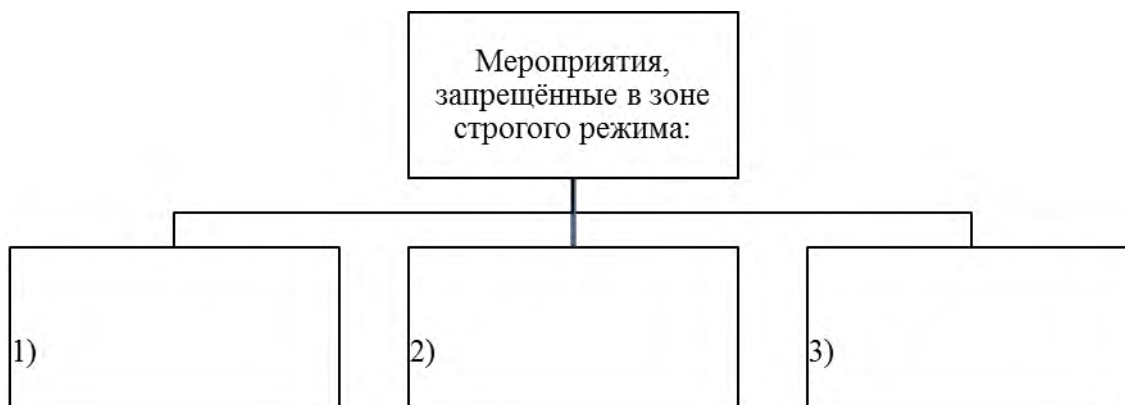 Мероприятия,
запрещённые в зоне
строгого режима:
1)
2)
3)